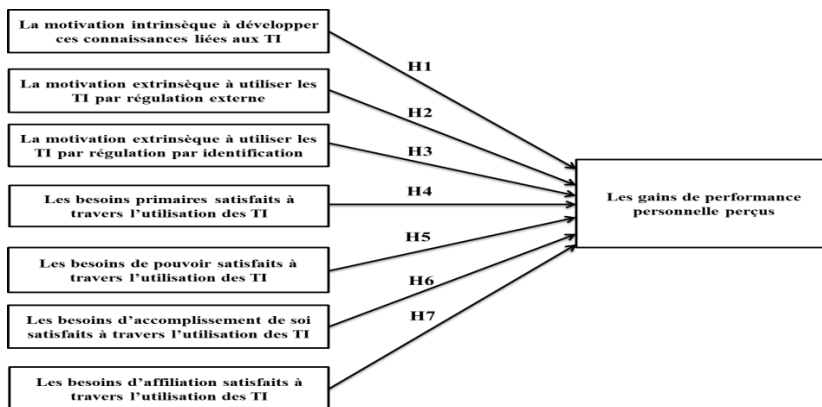 La motivation intrinsèque à développer
ces connaissances liées aux TI
H1
La motivation extrinsèque à utiliser les
TI par régulation externe
H2
La motivation extrinsèque à utiliser les
TI par régulation par identification
H3
Les besoins primaires satisfaits à
travers l'utilisation des TI
H4
Les besoins de pouvoir satisfaits à
travers l'utilisation des TI
H5
Les besoins d'accomplissement de soi
satisfaits à travers l'utilisation des TI
H6
Les besoins d'affiliation satisfaits à
travers l'utilisation des TI
H7
Les gains de performance
personnelle perçus